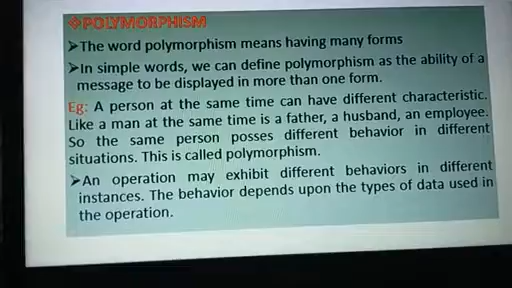 ❖POLYMORPHISM
➤The word polymorphism means having many forms
➤In simple words, we can define polymorphism as the ability of a
message to be displayed in more than one form.
Eg: A person at the same time can have different characteristic.
Like a man at the same time is a father, a husband, an employee.
So the same person posses different behavior in different
situations. This is called polymorphism.
➤An operation may exhibit different behaviors in different
instances. The behavior depends upon the types of data used in
the operation.